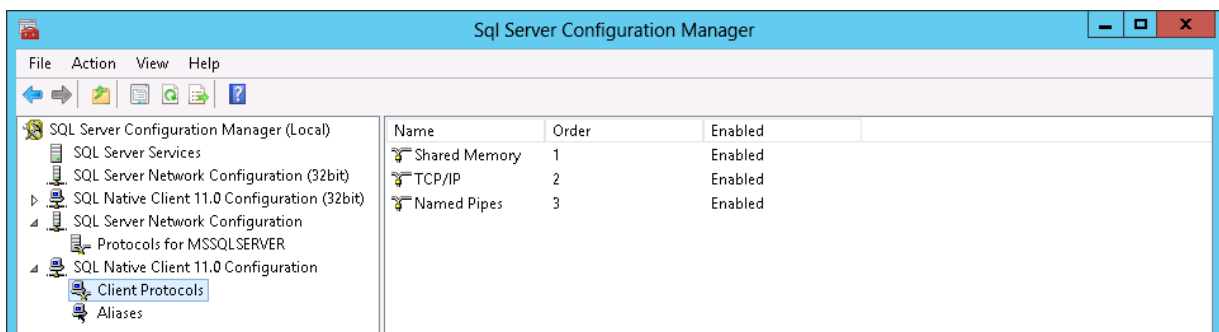 Sql Server Configuration Manager
File Action View Help
SQL Server Configuration Manager (Local)
SQL Server Services
SQL Server Network Configuration (32bit)
SQL Native Client 11.0 Configuration (32bit)
SQL Server Network Configuration
Protocols for MSSQLSERVER
SQL Native Client 11.0 Configuration
Client Protocols
Aliases
Name Order Enabled
Shared Memory 1 Enabled
TCP/IP 2 Enabled
Named Pipes 3 Enabled